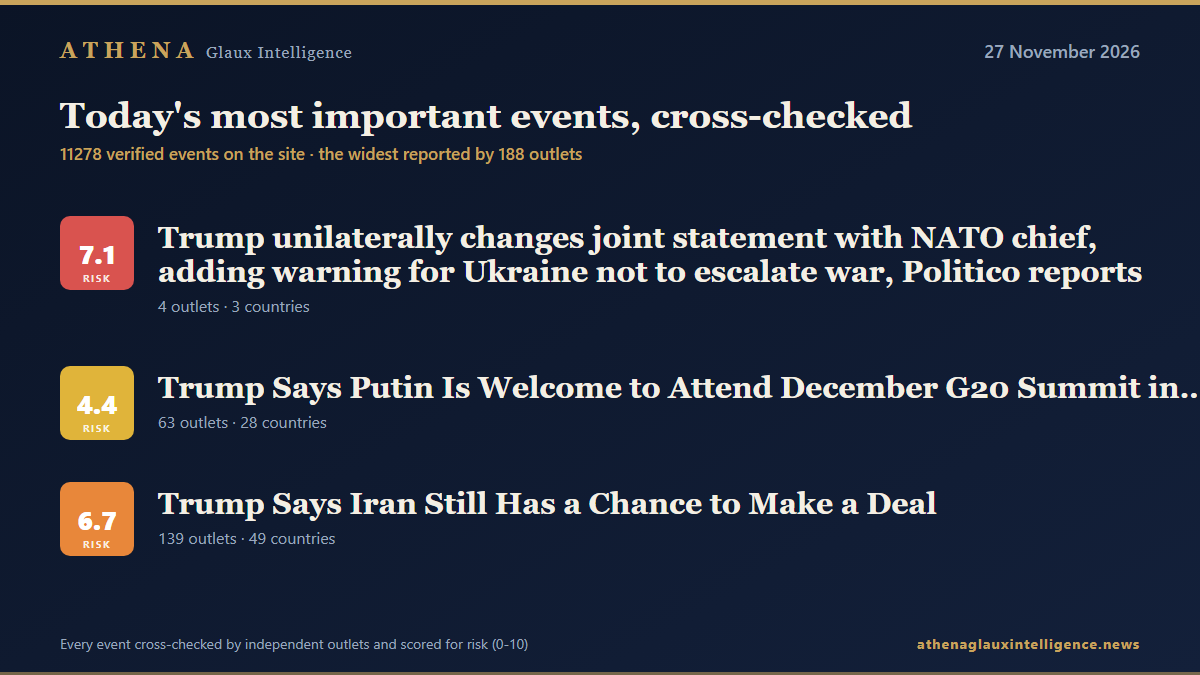 ATHENA Glaux Intelligence
27 November 2026
Today's most important events, cross-checked
11278 verified events on the site · the widest reported by 188 outlets
7.1
RISK
Trump unilaterally changes joint statement with NATO chief,
adding warning for Ukraine not to escalate war, Politico reports
4 outlets · 3 countries
4.4
RISK
Trump Says Putin Is Welcome to Attend December G20 Summit in..
63 outlets · 28 countries
6.7
RISK
Trump Says Iran Still Has a Chance to Make a Deal
139 outlets · 49 countries
Every event cross-checked by independent outlets and scored for risk (0-10)
athenaglauxintelligence.news